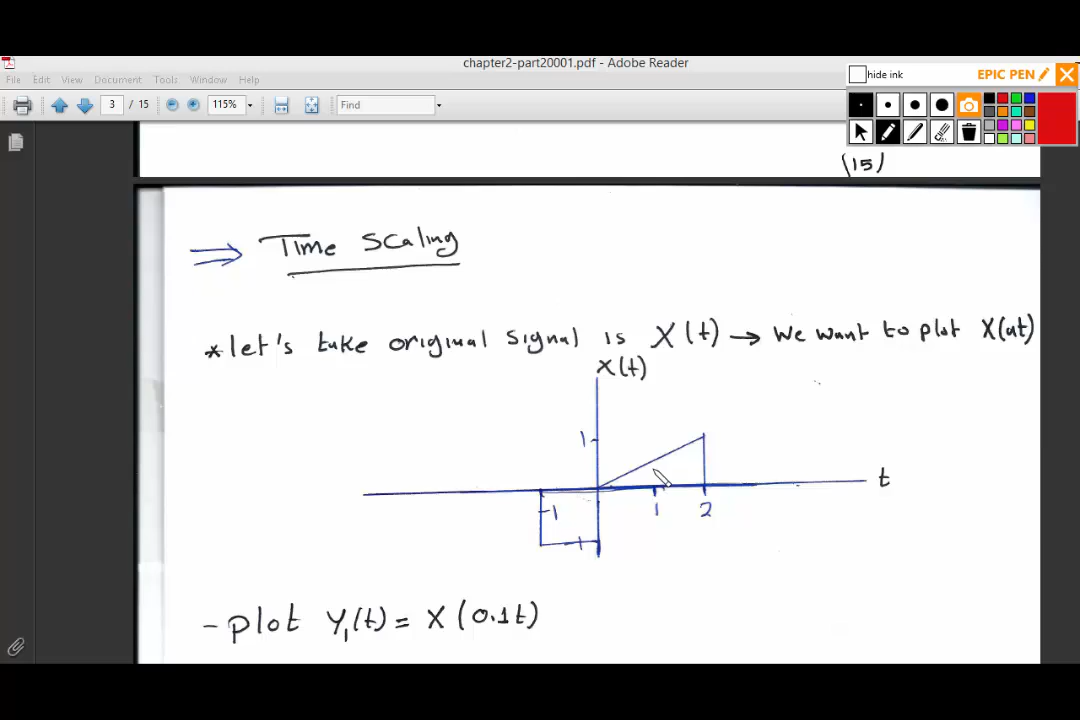 chapter2-part20001.pdf - Adobe Reader
File Edit View Document Tools Window Help
3 / 15 115% Find
hide ink EPIC PEN
(15)
⇒ Time Scaling
*let's take original signal is X(t) → We want to plot X(at)
X(t)
1
t
-1 1 2
-1
- plot Y₁(t) = X(0.1t)